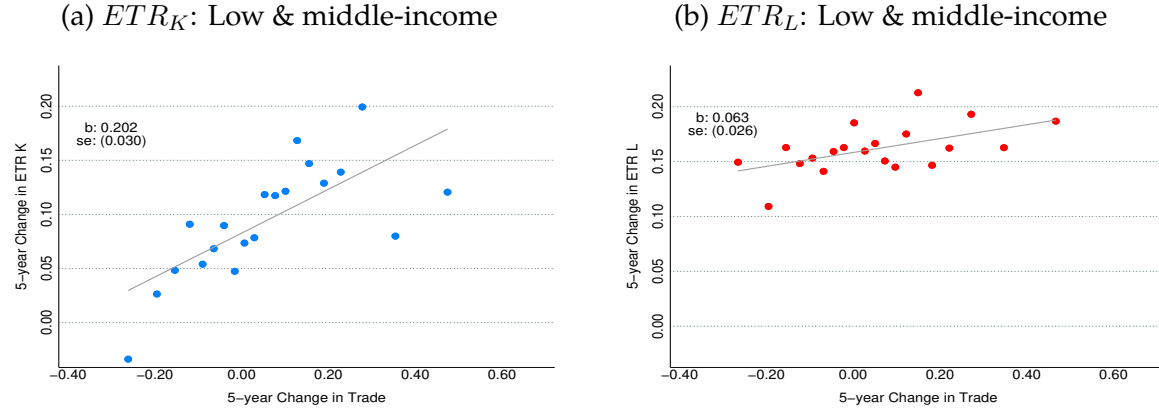 (a) ETR_K: Low & middle-income
5-year Change in ETR K
0.20
0.15
0.10
0.05
0.00
b: 0.202
se: (0.030)
−0.40 −0.20 0.00 0.20 0.40 0.60
5-year Change in Trade
(b) ETR_L: Low & middle-income
5−year Change in ETR L
0.20
0.15
0.10
0.05
0.00
b: 0.063
se: (0.026)
−0.40 −0.20 0.00 0.20 0.40 0.60
5-year Change in Trade